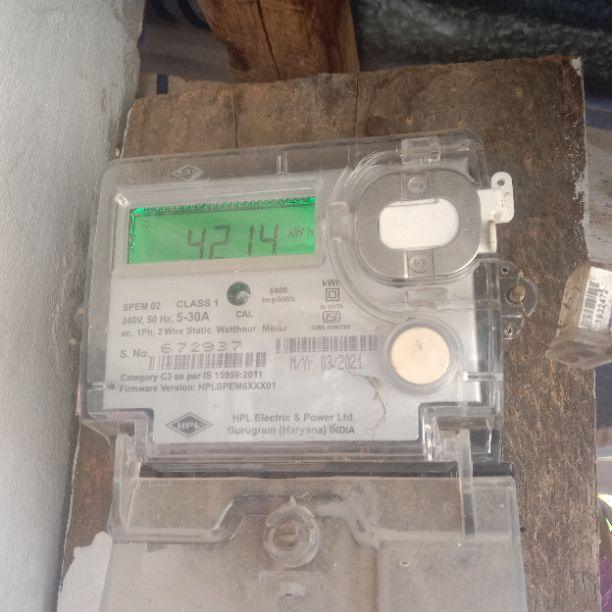 4214 kWh
SPEM 02 CLASS 1
6400
imp/kWh
kWh
240V, 50 Hz, 5-30A
CAL
ac, 1Ph, 2 Wire Static Watthour Meter
S. No. 672937
M/Yr. 03/2021
Category C3 as per IS 15959:2011
Firmware Version: HPLSPEM6XXX01
HPL
HPL Electric & Power Ltd.
Gurugram (Haryana) INDIA